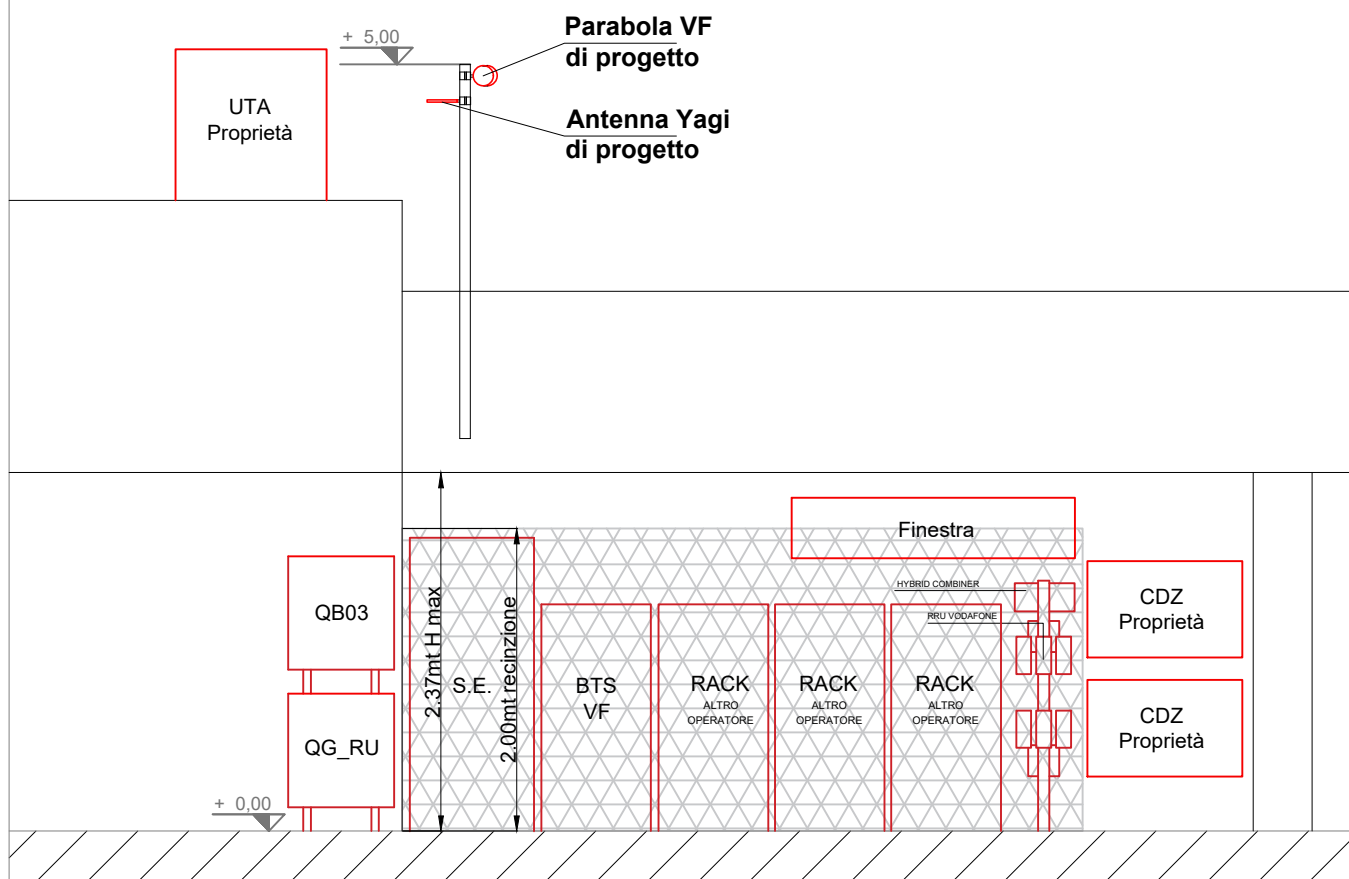 Parabola VF
di progetto
+ 5,00
UTA
Proprietà
Antenna Yagi
di progetto
Finestra
HYBRID COMBINER
RRU VODAFONE
CDZ
Proprietà
QB03
2.37mt H max
2.00mt recinzione
S.E.
BTS
VF
RACK
ALTRO
OPERATORE
RACK
ALTRO
OPERATORE
RACK
ALTRO
OPERATORE
CDZ
Proprietà
QG_RU
+ 0,00